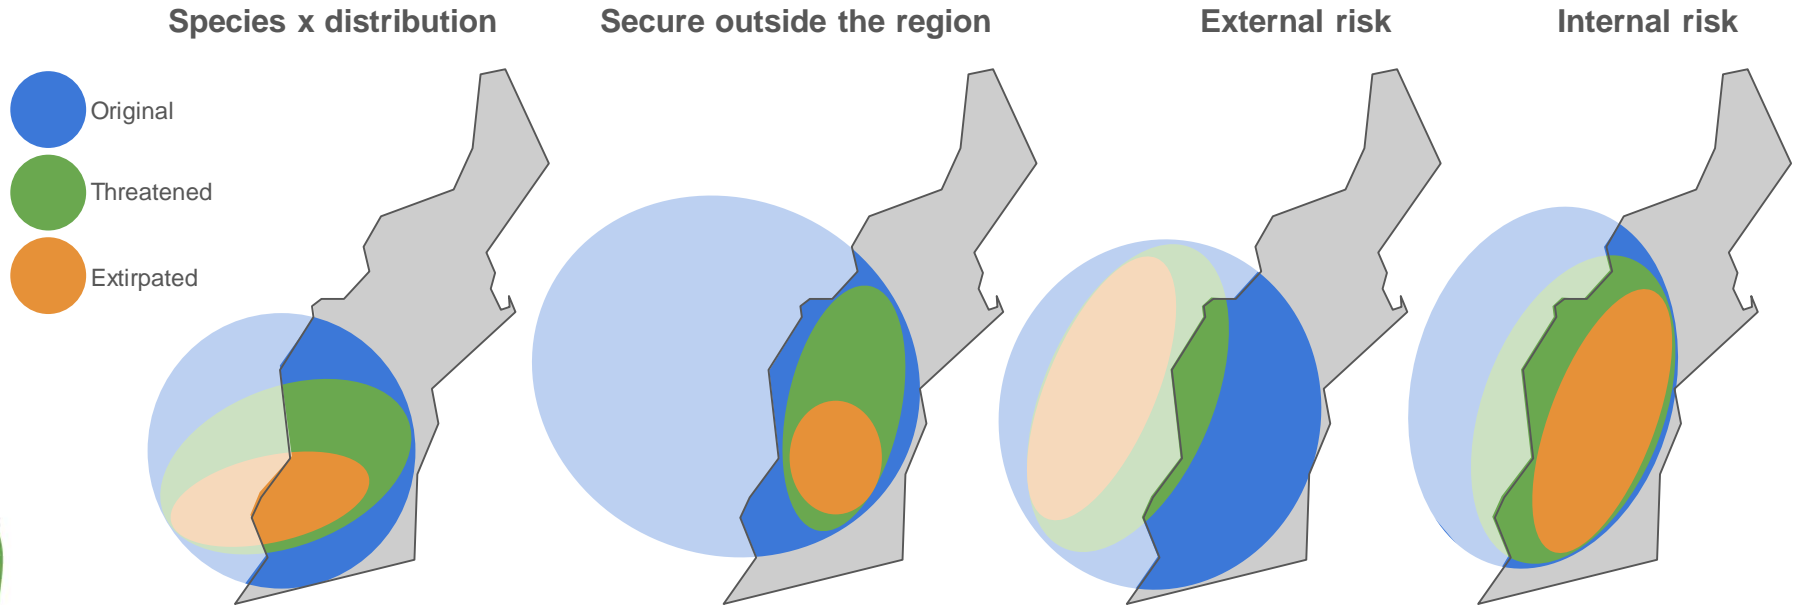 Species x distribution
Secure outside the region
External risk
Internal risk
Original
Threatened
Extirpated